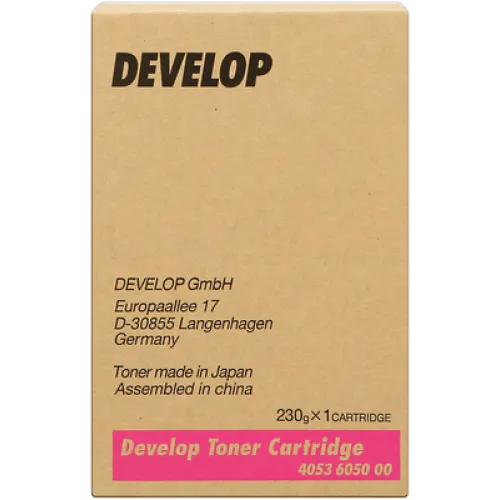 DEVELOP
DEVELOP GmbH
Europaallee 17
D-30855 Langenhagen
Germany
Toner made in Japan
Assembled in china
230g×1CARTRIDGE
Develop Toner Cartridge
4053 6050 00